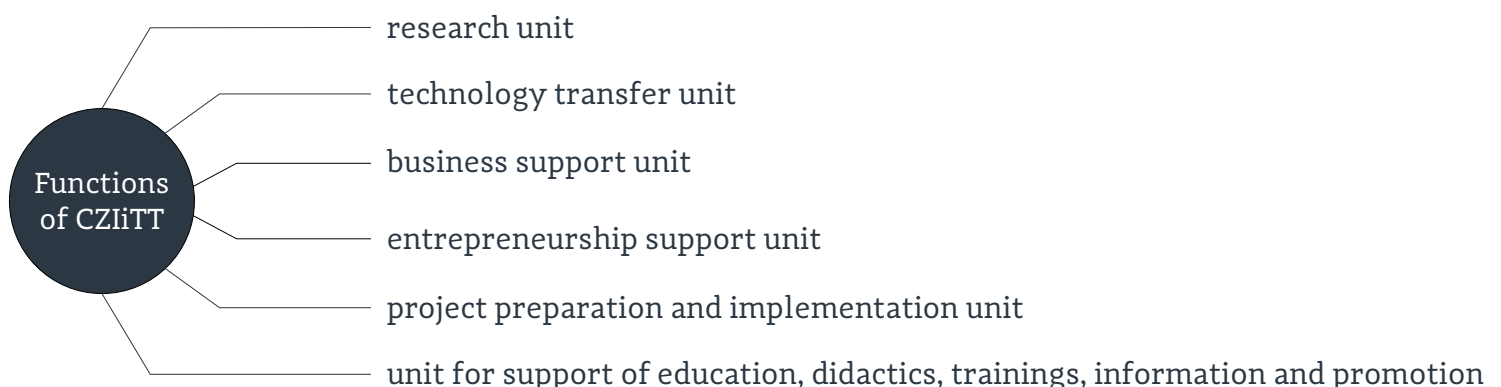 research unit
technology transfer unit
business support unit
Functions
of CZIiTT
entrepreneurship support unit
project preparation and implementation unit
unit for support of education, didactics, trainings, information and promotion